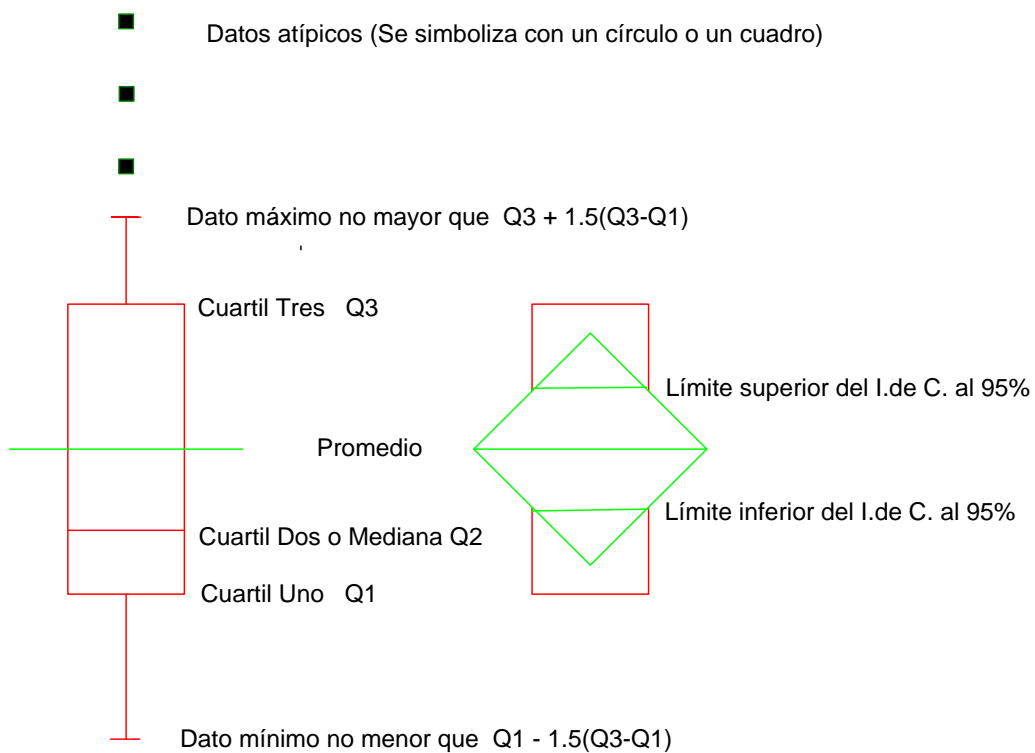 Datos atípicos (Se simboliza con un círculo o un cuadro)
Dato máximo no mayor que Q3 + 1.5(Q3-Q1)
Cuartil Tres Q3
Límite superior del I.de C. al 95%
Promedio
Límite inferior del I.de C. al 95%
Cuartil Dos o Mediana Q2
Cuartil Uno Q1
Dato mínimo no menor que Q1 - 1.5(Q3-Q1)